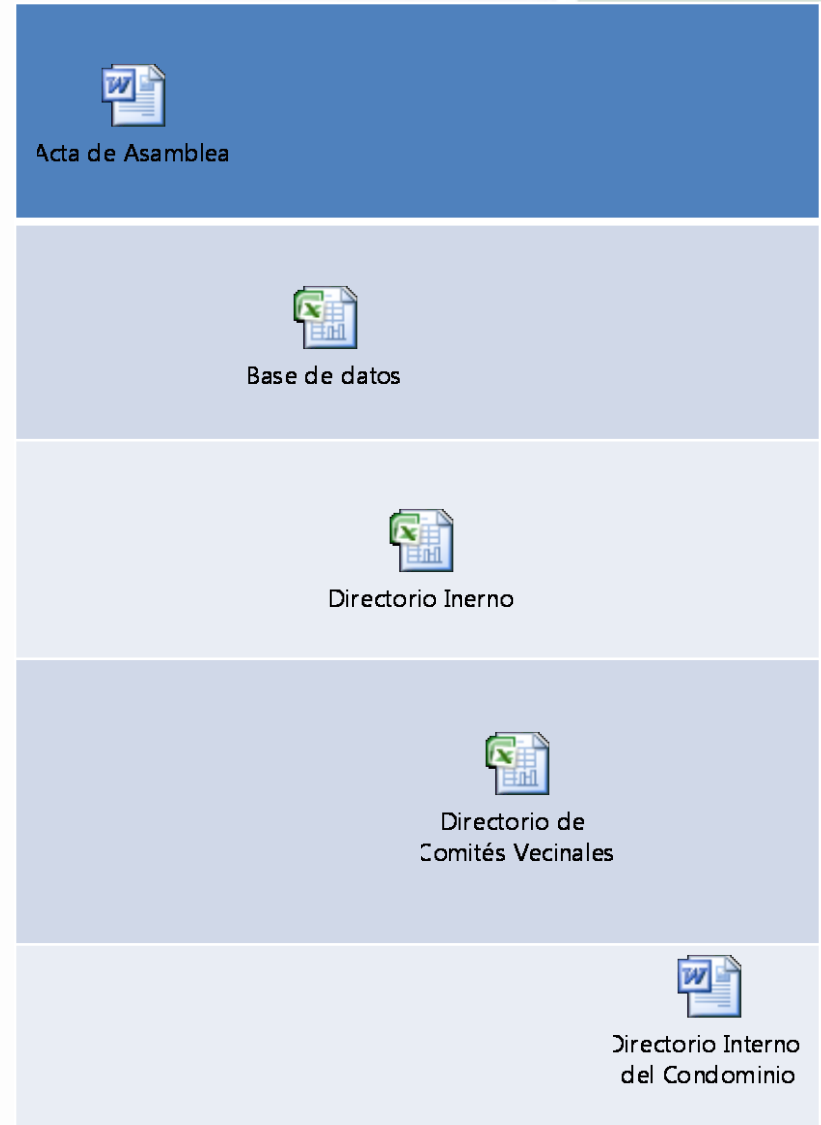 Acta de Asamblea
Base de datos
Directorio Inerno
Directorio de
Comités Vecinales
Directorio Interno
del Condominio